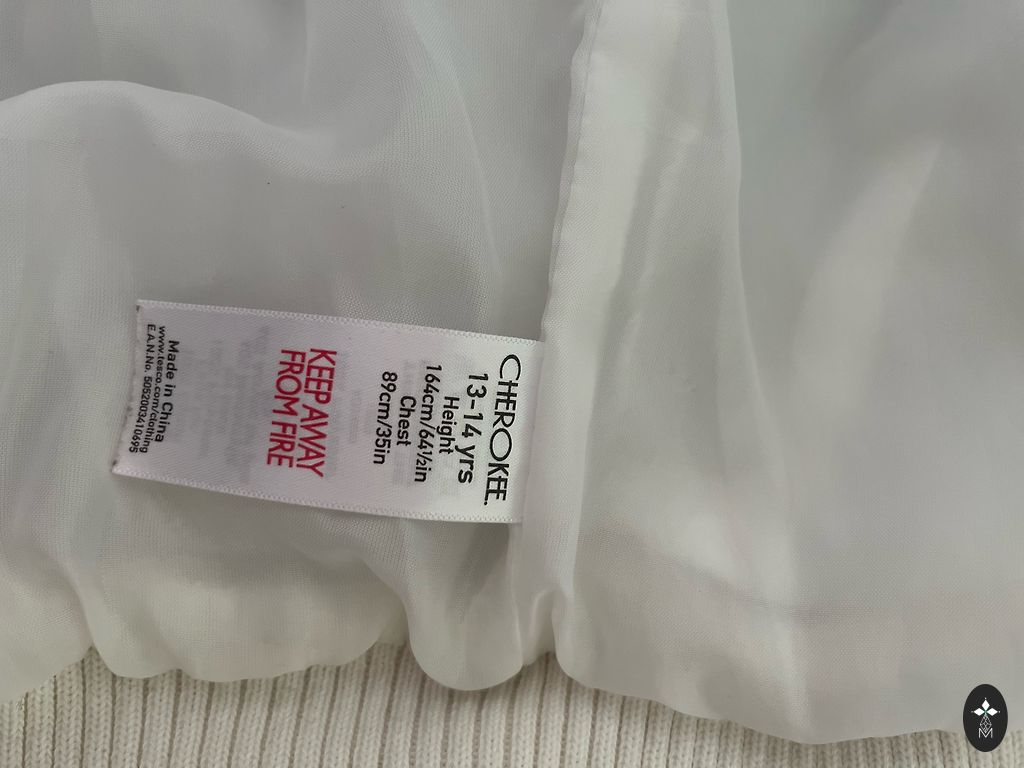 CHEROKEE.
13-14 yrs
Height
164cm/64½in
Chest
89cm/35in
KEEP AWAY
FROM FIRE
Made in China
www.tesco.com/clothing
E.A.N.No. 5052003410695
M